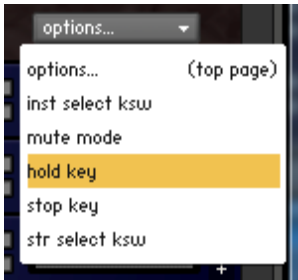 options...
options... (top page)
inst select ksw
mute mode
hold key
stop key
str select ksw
+